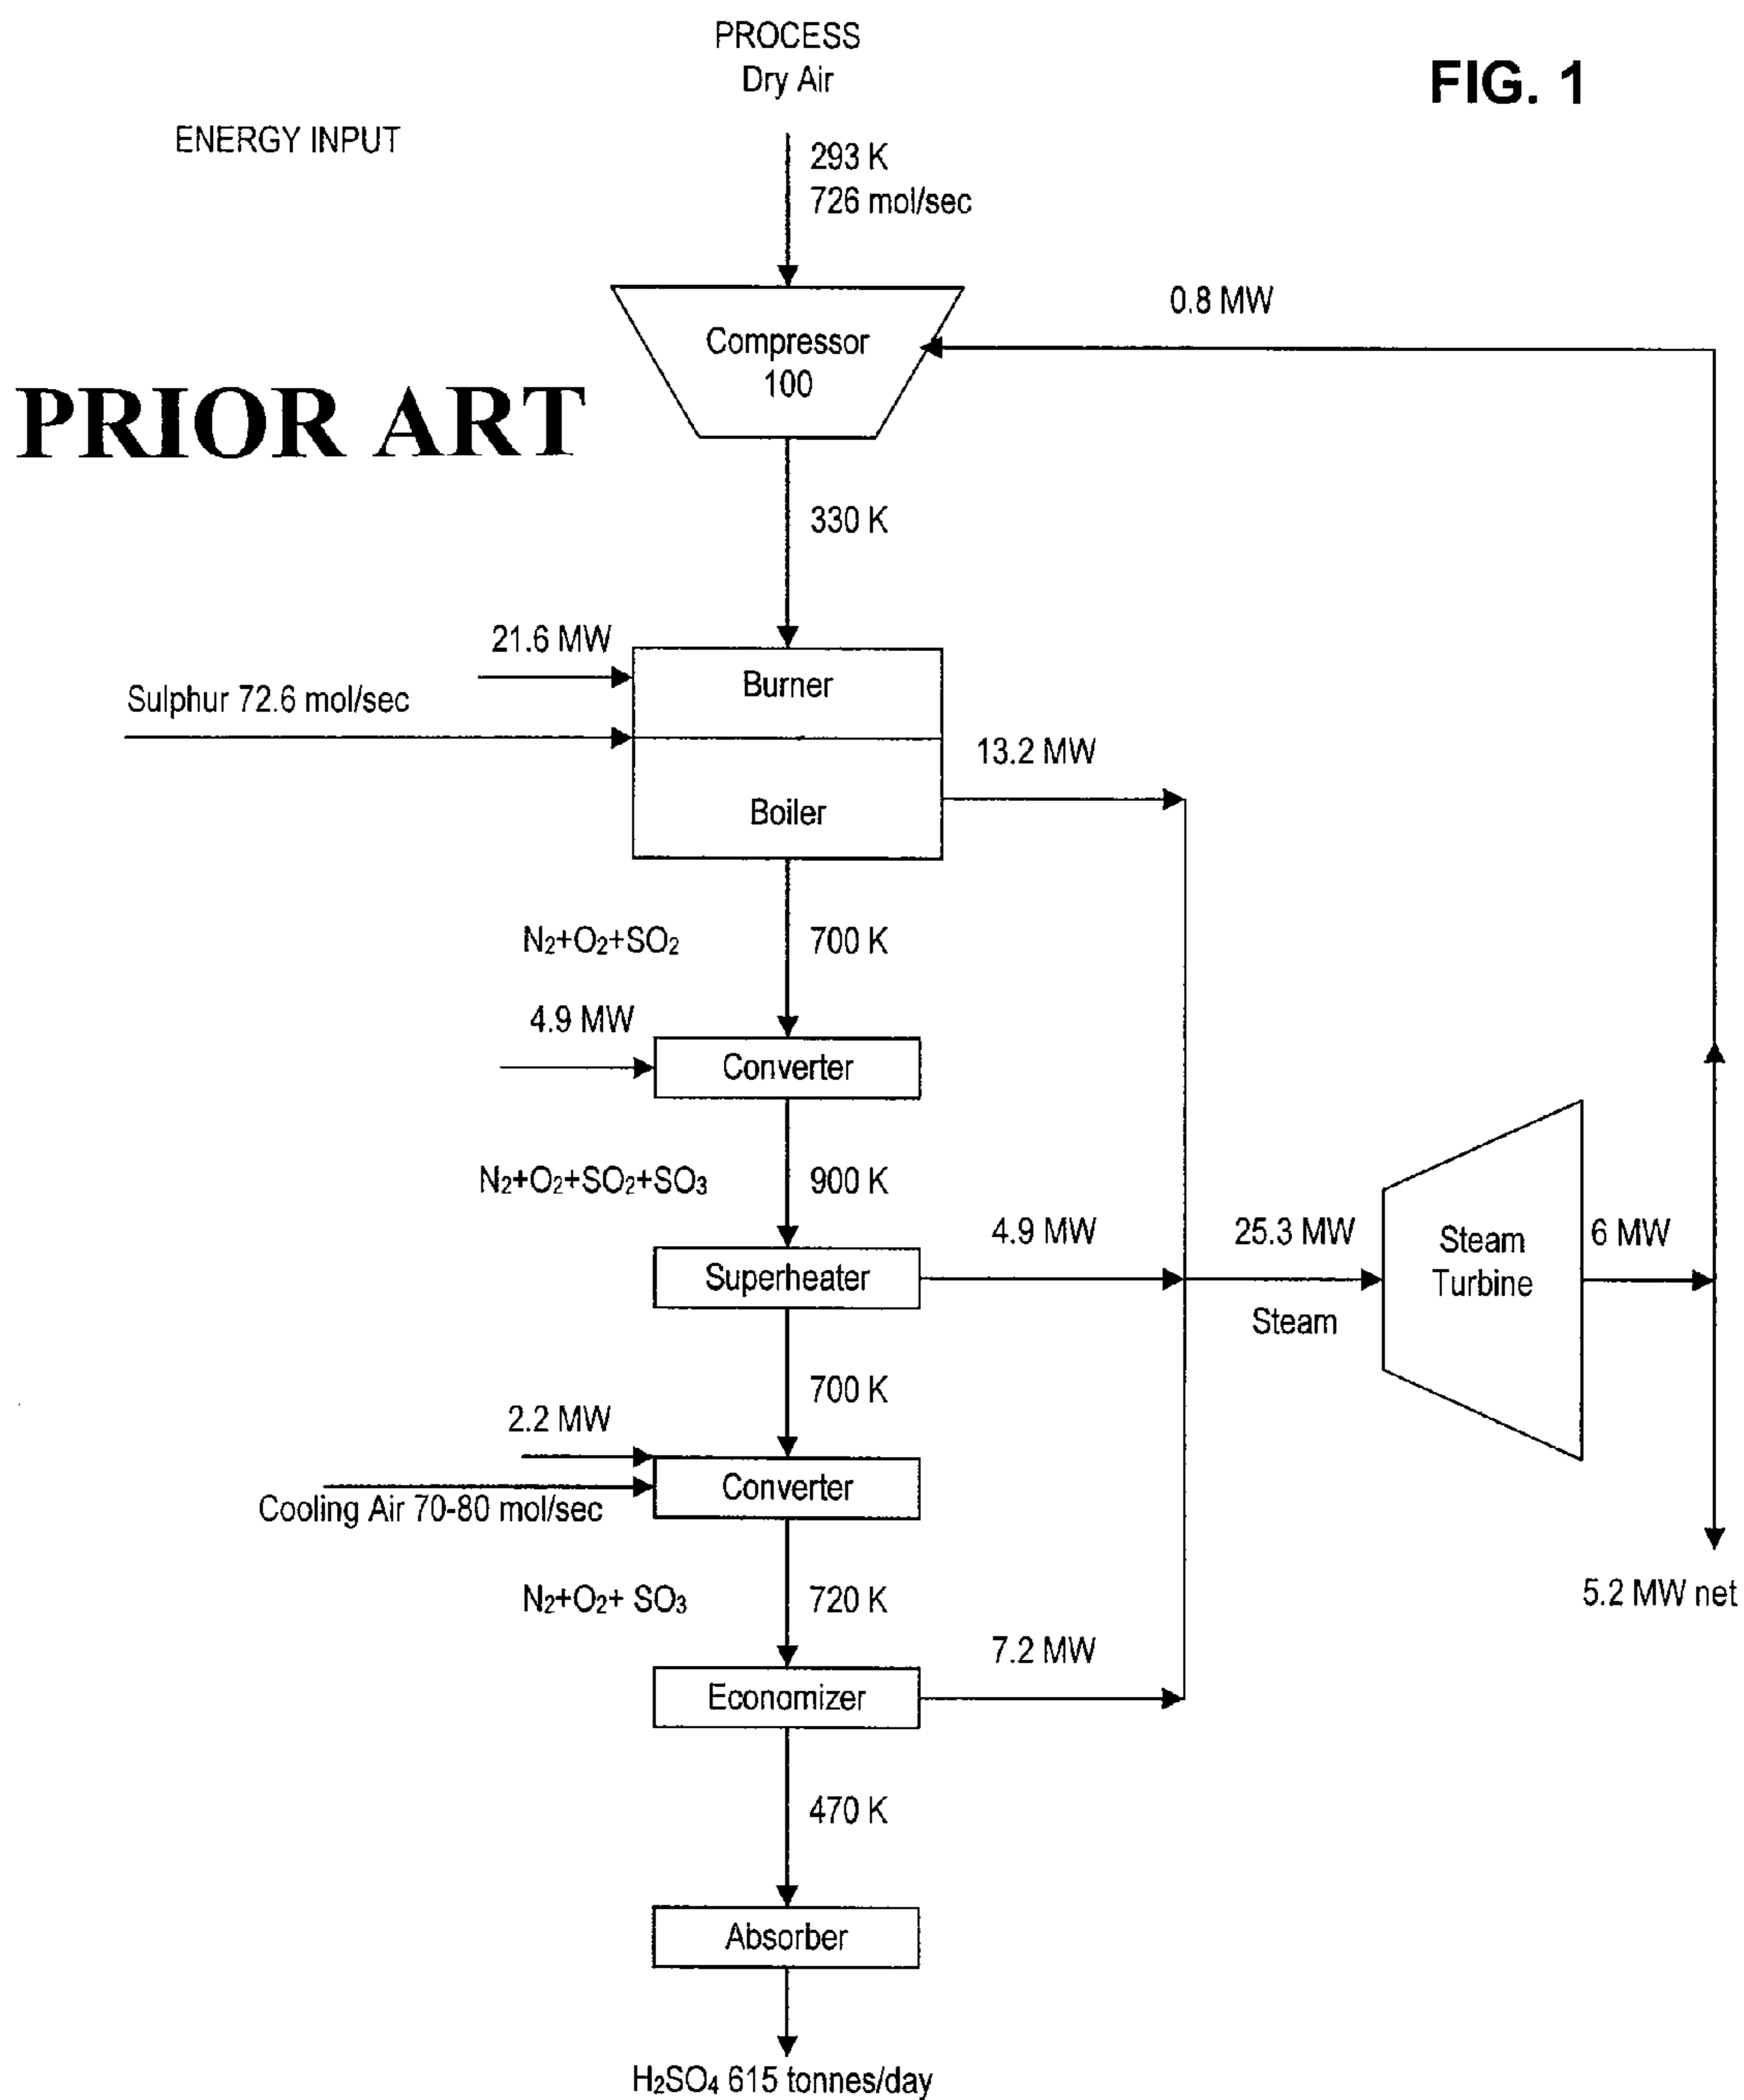 PROCESS
Dry Air
FIG. 1
ENERGY INPUT
293 K
726 mol/sec
0.8 MW
Compressor
100
PRIOR ART
330 K
21.6 MW
Burner
Sulphur 72.6 mol/sec
13.2 MW
Boiler
N₂+O₂+SO₂
700 K
4.9 MW
Converter
N₂+O₂+SO₂+SO₃
900 K
4.9 MW
25.3 MW
Steam
Turbine
6 MW
Superheater
Steam
700 K
2.2 MW
Converter
Cooling Air 70-80 mol/sec
N₂+O₂+ SO₃
720 K
5.2 MW net
7.2 MW
Economizer
470 K
Absorber
H₂SO₄ 615 tonnes/day